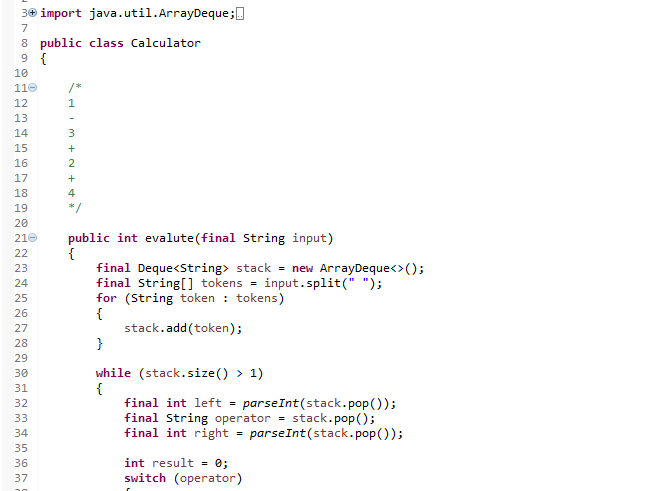 3 import java.util.ArrayDeque;
7
8 public class Calculator
9 {
10
11 /*
12 1
13 -
14 3
15 +
16 2
17 +
18 4
19 */
20
21 public int evalute(final String input)
22 {
23 final Deque<String> stack = new ArrayDeque<>();
24 final String[] tokens = input.split(" ");
25 for (String token : tokens)
26 {
27 stack.add(token);
28 }
29
30 while (stack.size() > 1)
31 {
32 final int left = parseInt(stack.pop());
33 final String operator = stack.pop();
34 final int right = parseInt(stack.pop());
35
36 int result = 0;
37 switch (operator)